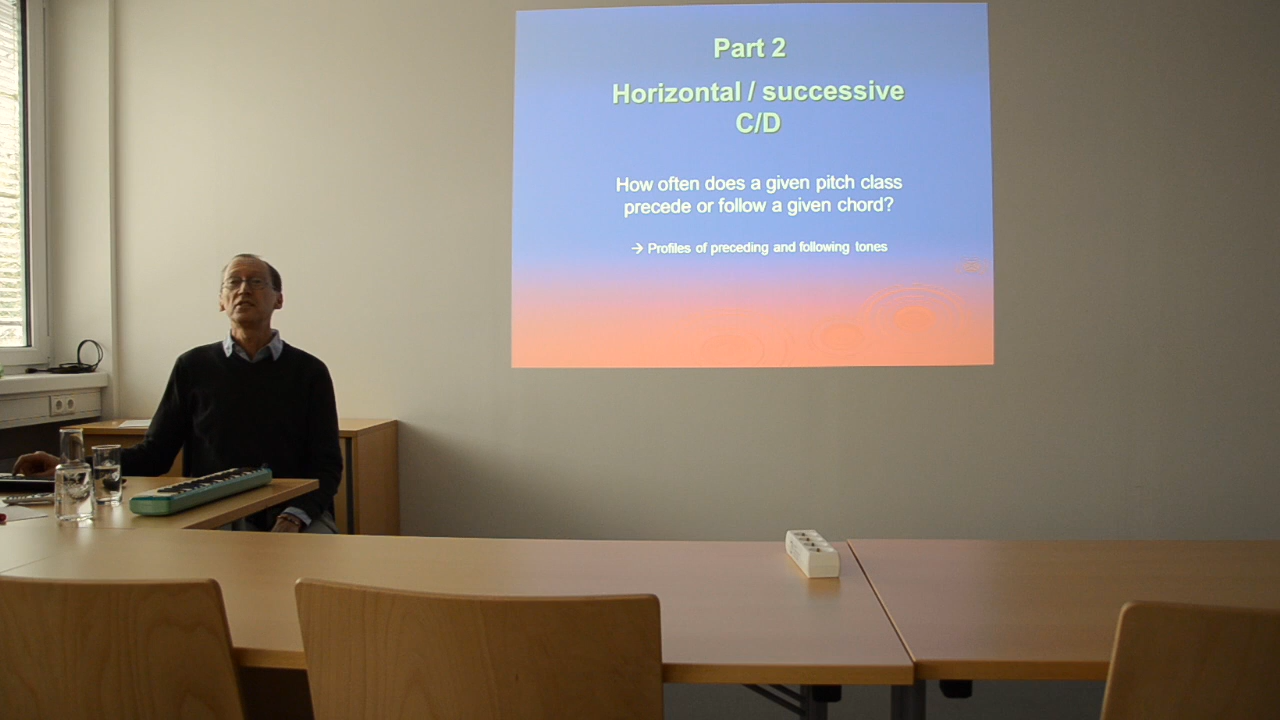 Part 2
Horizontal / successive
C/D
How often does a given pitch class
precede or follow a given chord?
→ Profiles of preceding and following tones